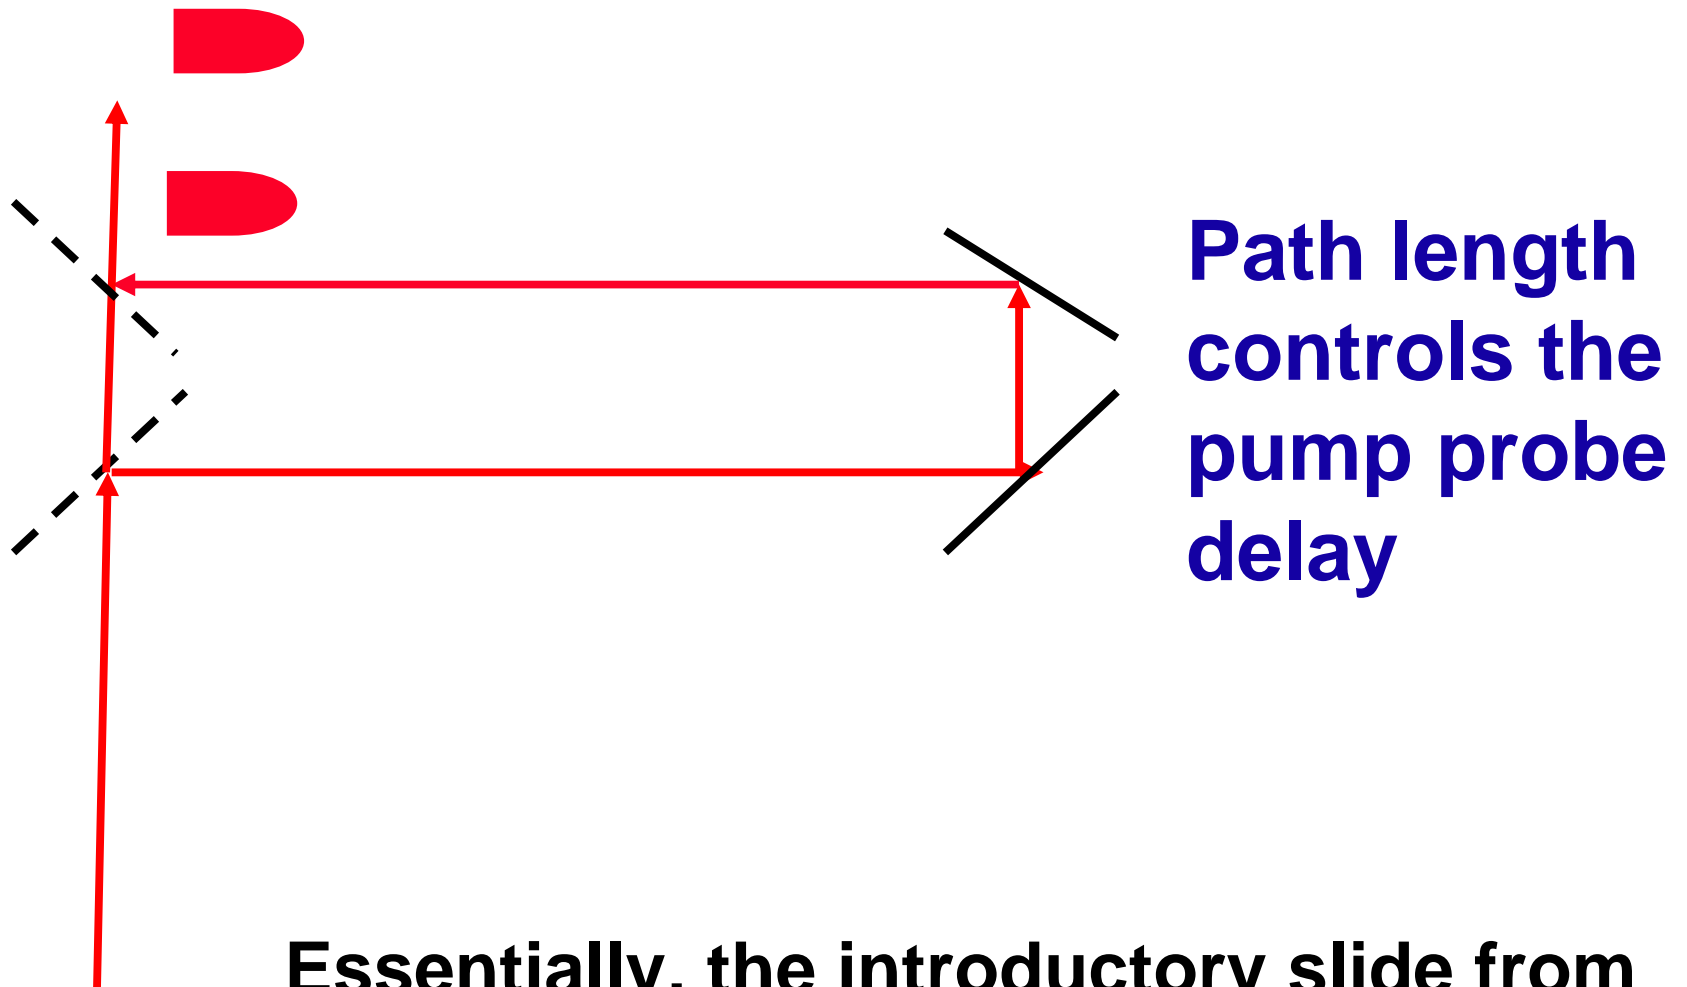 Path length
controls the
pump probe
delay
Essentially, the introductory slide from